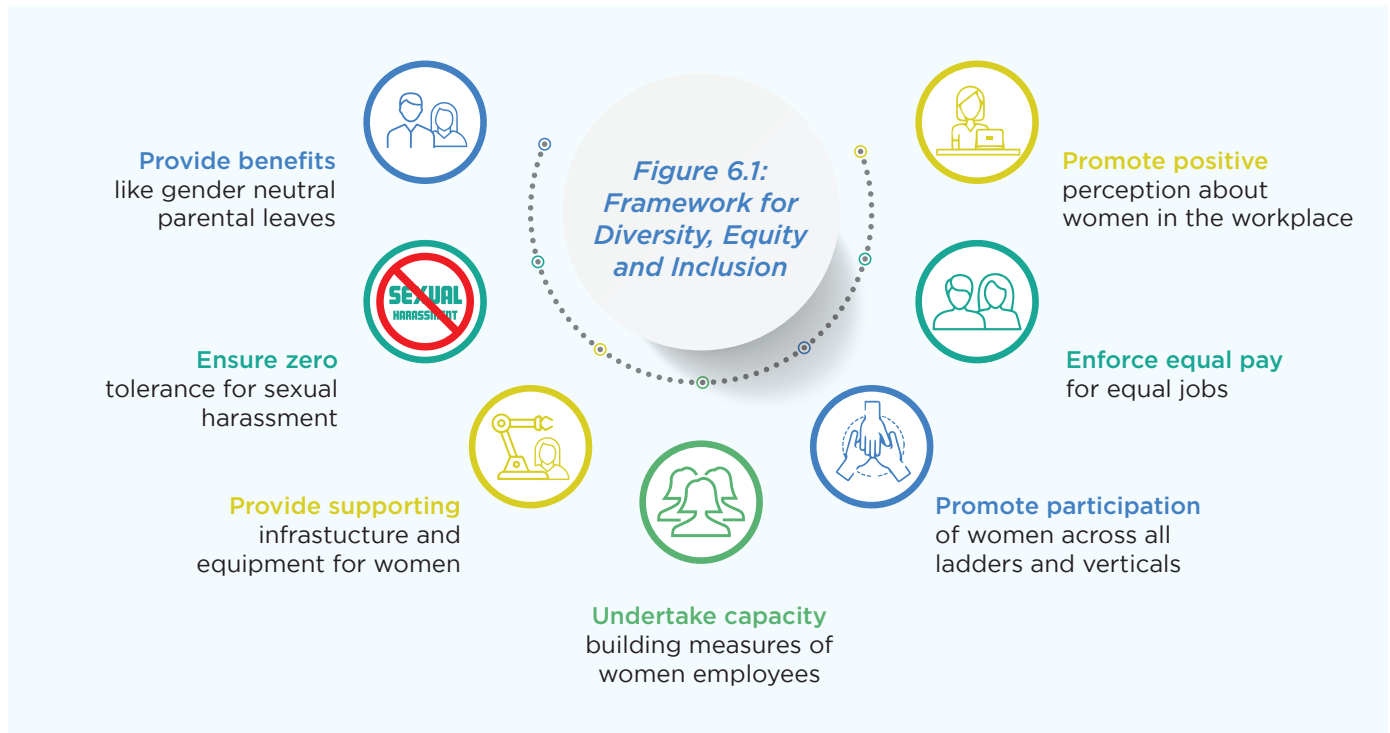 Figure 6.1:
Framework for
Diversity, Equity
and Inclusion
Provide benefits
like gender neutral
parental leaves
SEXUAL
HARASSMENT
Ensure zero
tolerance for sexual
harassment
Provide supporting
infrastucture and
equipment for women
Undertake capacity
building measures of
women employees
Promote participation
of women across all
ladders and verticals
Enforce equal pay
for equal jobs
Promote positive
perception about
women in the workplace